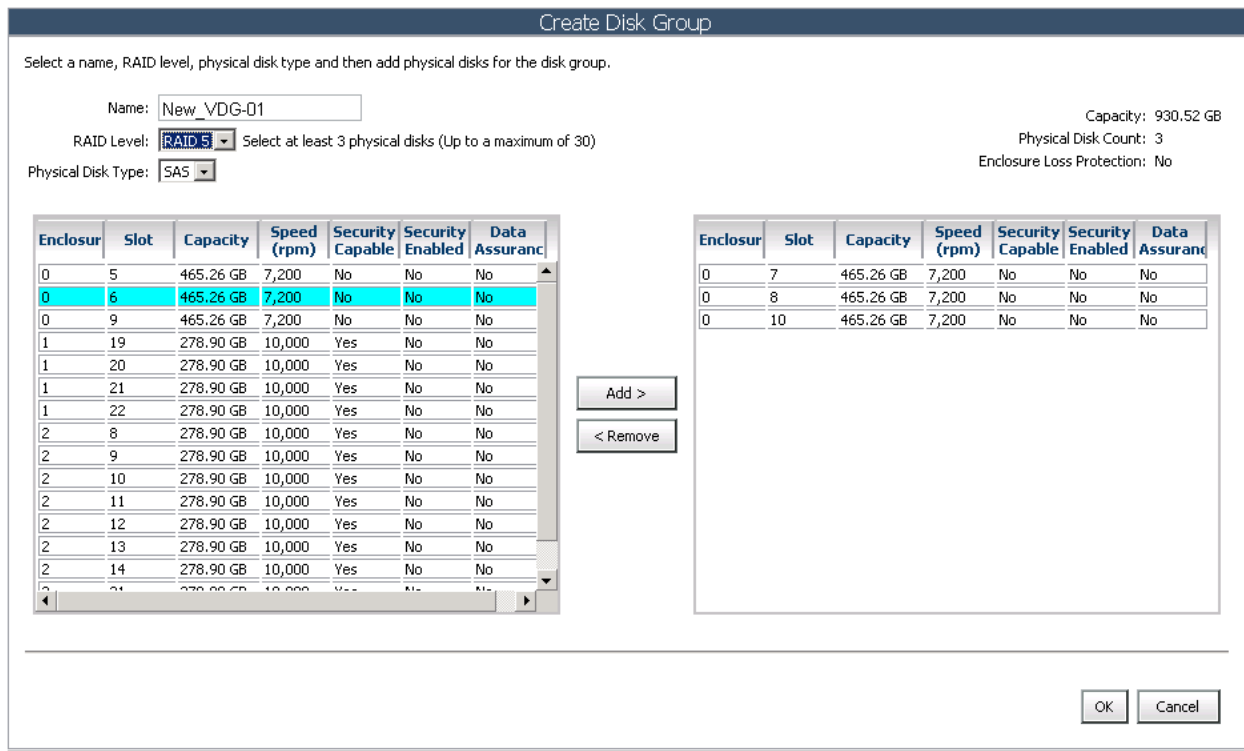 Create Disk Group
Select a name, RAID level, physical disk type and then add physical disks for the disk group.
Name: New_VDG-01
Capacity: 930.52 GB
RAID Level: RAID 5 Select at least 3 physical disks (Up to a maximum of 30)
Physical Disk Count: 3
Enclosure Loss Protection: No
Physical Disk Type: SAS
Enclosur Slot Capacity Speed (rpm) Security Capable Security Enabled Data Assuranc
0 5 465.26 GB 7,200 No No No
0 6 465.26 GB 7,200 No No No
0 9 465.26 GB 7,200 No No No
1 19 278.90 GB 10,000 Yes No No
1 20 278.90 GB 10,000 Yes No No
1 21 278.90 GB 10,000 Yes No No
1 22 278.90 GB 10,000 Yes No No
2 8 278.90 GB 10,000 Yes No No
2 9 278.90 GB 10,000 Yes No No
2 10 278.90 GB 10,000 Yes No No
2 11 278.90 GB 10,000 Yes No No
2 12 278.90 GB 10,000 Yes No No
2 13 278.90 GB 10,000 Yes No No
2 14 278.90 GB 10,000 Yes No No
Add >
< Remove
Enclosur Slot Capacity Speed (rpm) Security Capable Security Enabled Data Assuranc
0 7 465.26 GB 7,200 No No No
0 8 465.26 GB 7,200 No No No
0 10 465.26 GB 7,200 No No No
OK
Cancel